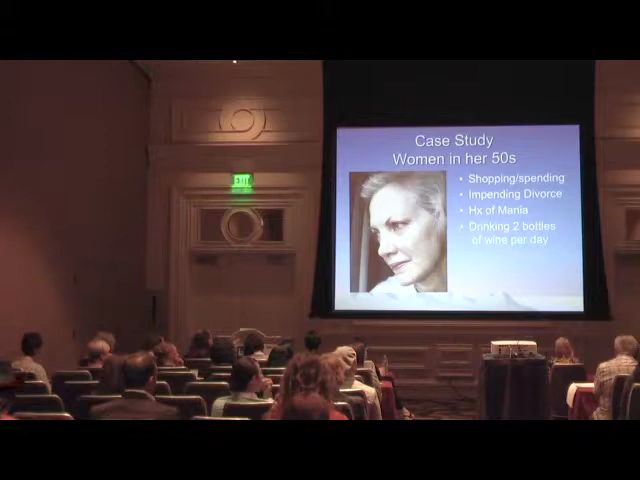 Case Study
Women in her 50s
• Shopping/spending
• Impending Divorce
• Hx of Mania
• Drinking 2 bottles
of wine per day
EXIT